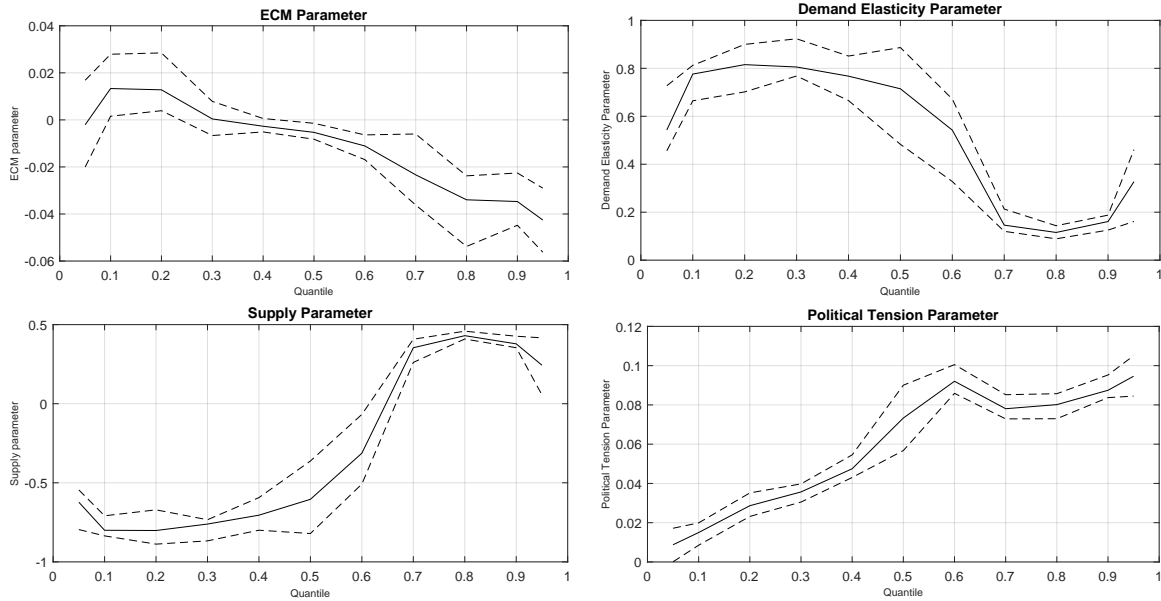 ECM Parameter
0.04
0.02
0
-0.02
-0.04
-0.06
ECM parameter
0 0.1 0.2 0.3 0.4 0.5 0.6 0.7 0.8 0.9 1
Quantile
Demand Elasticity Parameter
1
0.8
0.6
0.4
0.2
0
Demand Elasticity Parameter
0 0.1 0.2 0.3 0.4 0.5 0.6 0.7 0.8 0.9 1
Quantile
Supply Parameter
0.5
0
-0.5
-1
Supply parameter
0 0.1 0.2 0.3 0.4 0.5 0.6 0.7 0.8 0.9 1
Quantile
Political Tension Parameter
0.12
0.1
0.08
0.06
0.04
0.02
0
Political Tension Parameter
0 0.1 0.2 0.3 0.4 0.5 0.6 0.7 0.8 0.9 1
Quantile